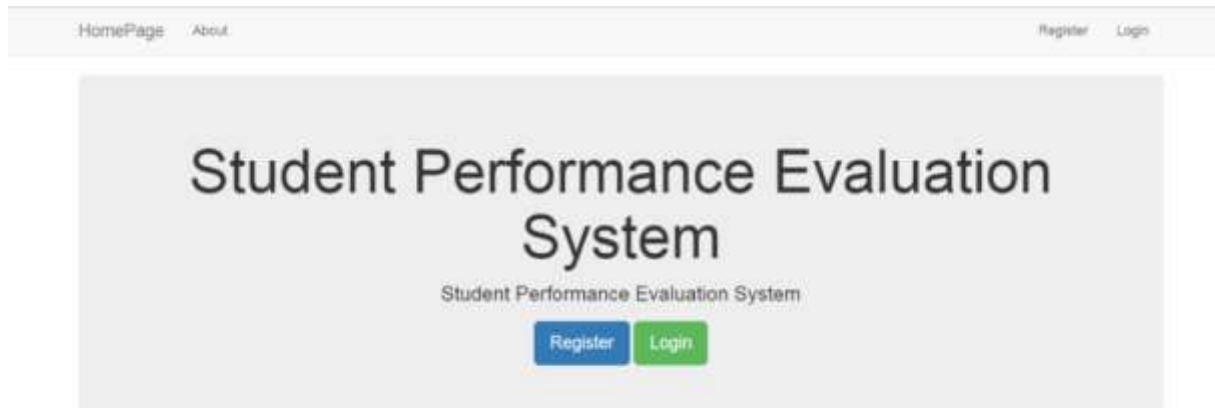 HomePage About Register Login
Student Performance Evaluation
System
Student Performance Evaluation System
Register Login